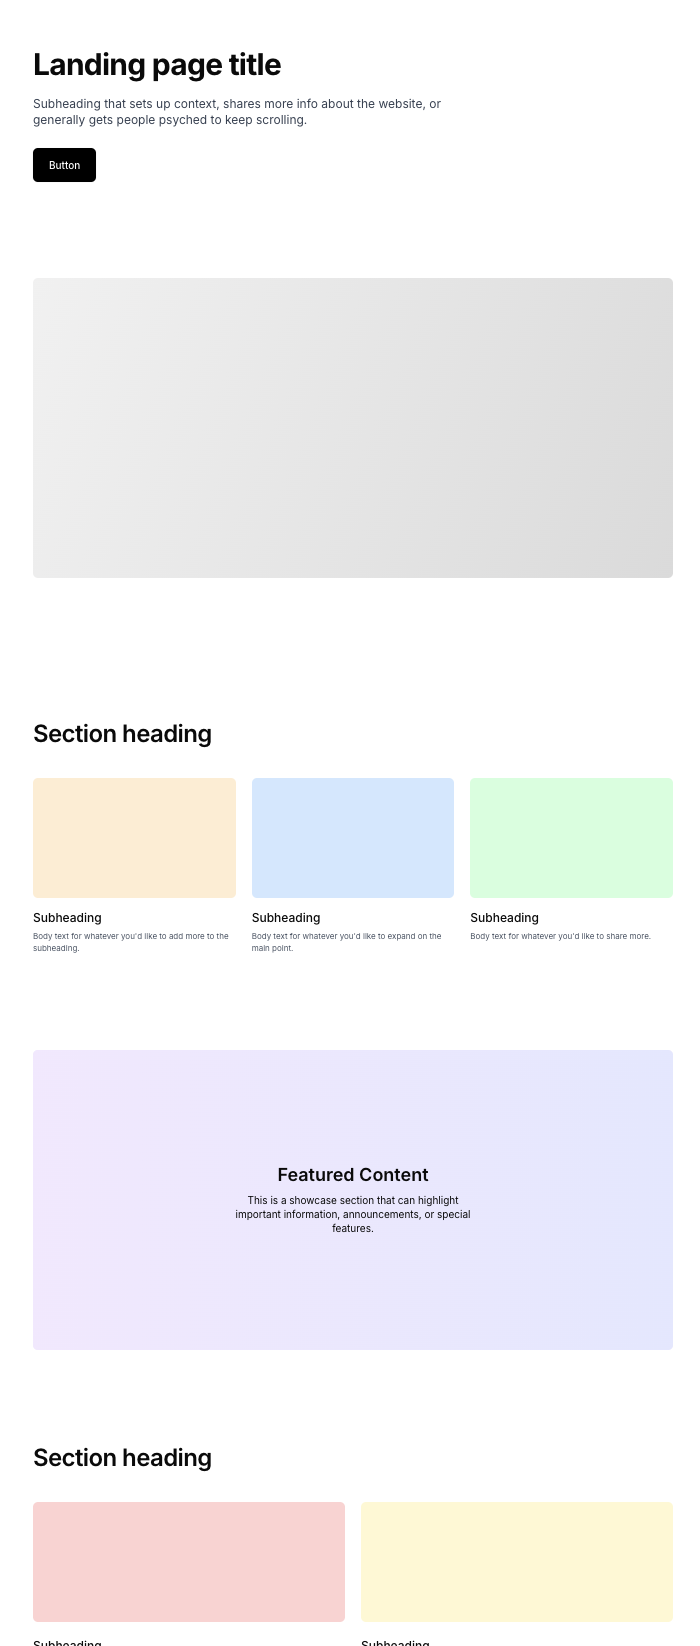 Landing page title
Subheading that sets up context, shares more info about the website, or
generally gets people psyched to keep scrolling.
Button
Section heading
Subheading
Body text for whatever you'd like to add more to the
subheading.
Subheading
Body text for whatever you'd like to expand on the
main point.
Subheading
Body text for whatever you'd like to share more.
Featured Content
This is a showcase section that can highlight
important information, announcements, or special
features.
Section heading
Subheading
Subheading